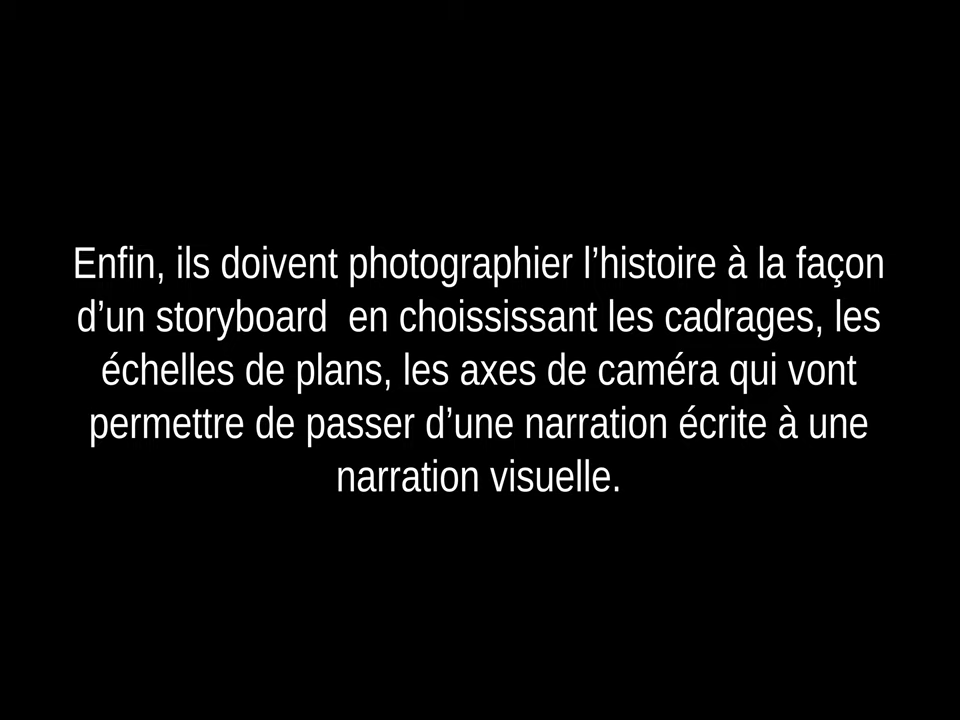 Enfin, ils doivent photographier l’histoire à la façon
d’un storyboard  en choississant les cadrages, les
échelles de plans, les axes de caméra qui vont
permettre de passer d’une narration écrite à une
narration visuelle.